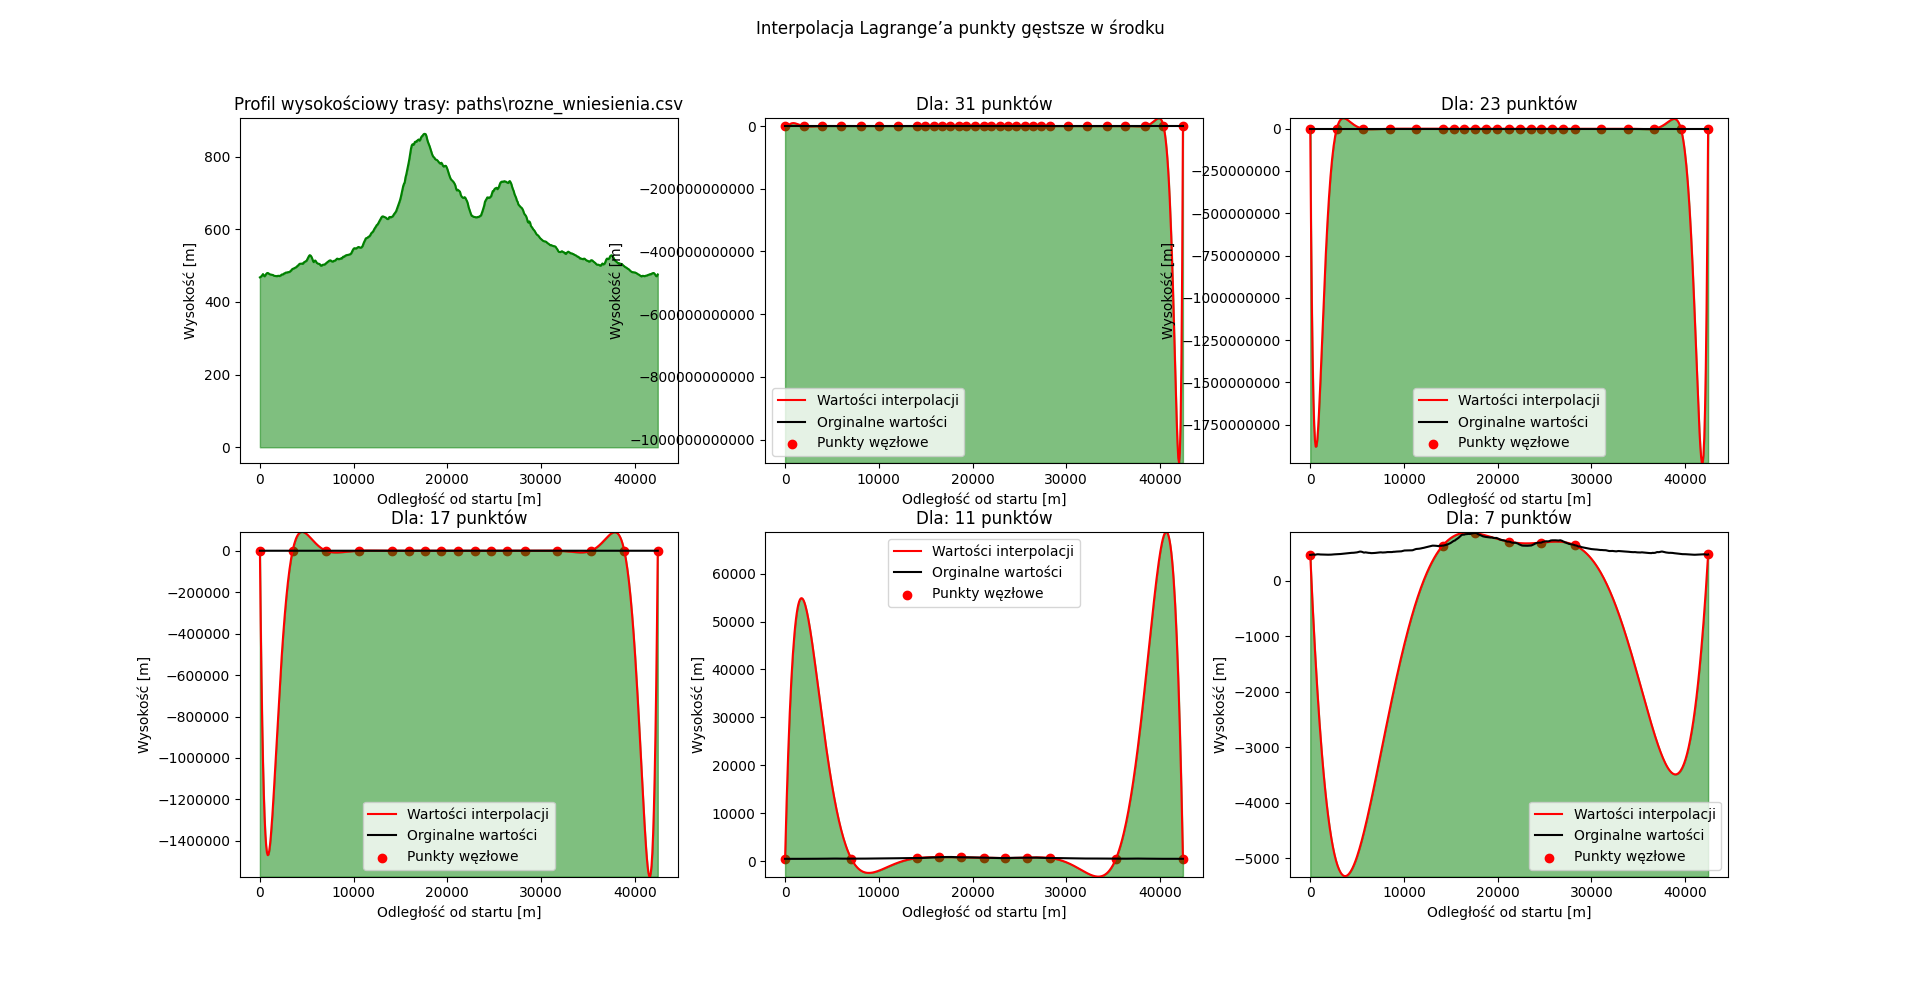 Interpolacja Lagrange’a punkty gęstsze w środku
Profil wysokościowy trasy: paths\rozne_wniesienia.csv
Wysokość [m]
800
600
400
200
0
0 10000 20000 30000 40000
Odległość od startu [m]
Dla: 31 punktów
Wysokość [m]
0
−200000000000
−400000000000
−600000000000
−800000000000
−1000000000000
Wartości interpolacji
Orginalne wartości
Punkty węzłowe
0 10000 20000 30000 40000
Odległość od startu [m]
Dla: 23 punktów
Wysokość [m]
0
−250000000
−500000000
−750000000
−1000000000
−1250000000
−1500000000
−1750000000
Wartości interpolacji
Orginalne wartości
Punkty węzłowe
0 10000 20000 30000 40000
Odległość od startu [m]
Dla: 17 punktów
Wysokość [m]
0
−200000
−400000
−600000
−800000
−1000000
−1200000
−1400000
Wartości interpolacji
Orginalne wartości
Punkty węzłowe
0 10000 20000 30000 40000
Odległość od startu [m]
Dla: 11 punktów
Wysokość [m]
60000
50000
40000
30000
20000
10000
0
Wartości interpolacji
Orginalne wartości
Punkty węzłowe
0 10000 20000 30000 40000
Odległość od startu [m]
Dla: 7 punktów
Wysokość [m]
0
−1000
−2000
−3000
−4000
−5000
Wartości interpolacji
Orginalne wartości
Punkty węzłowe
0 10000 20000 30000 40000
Odległość od startu [m]